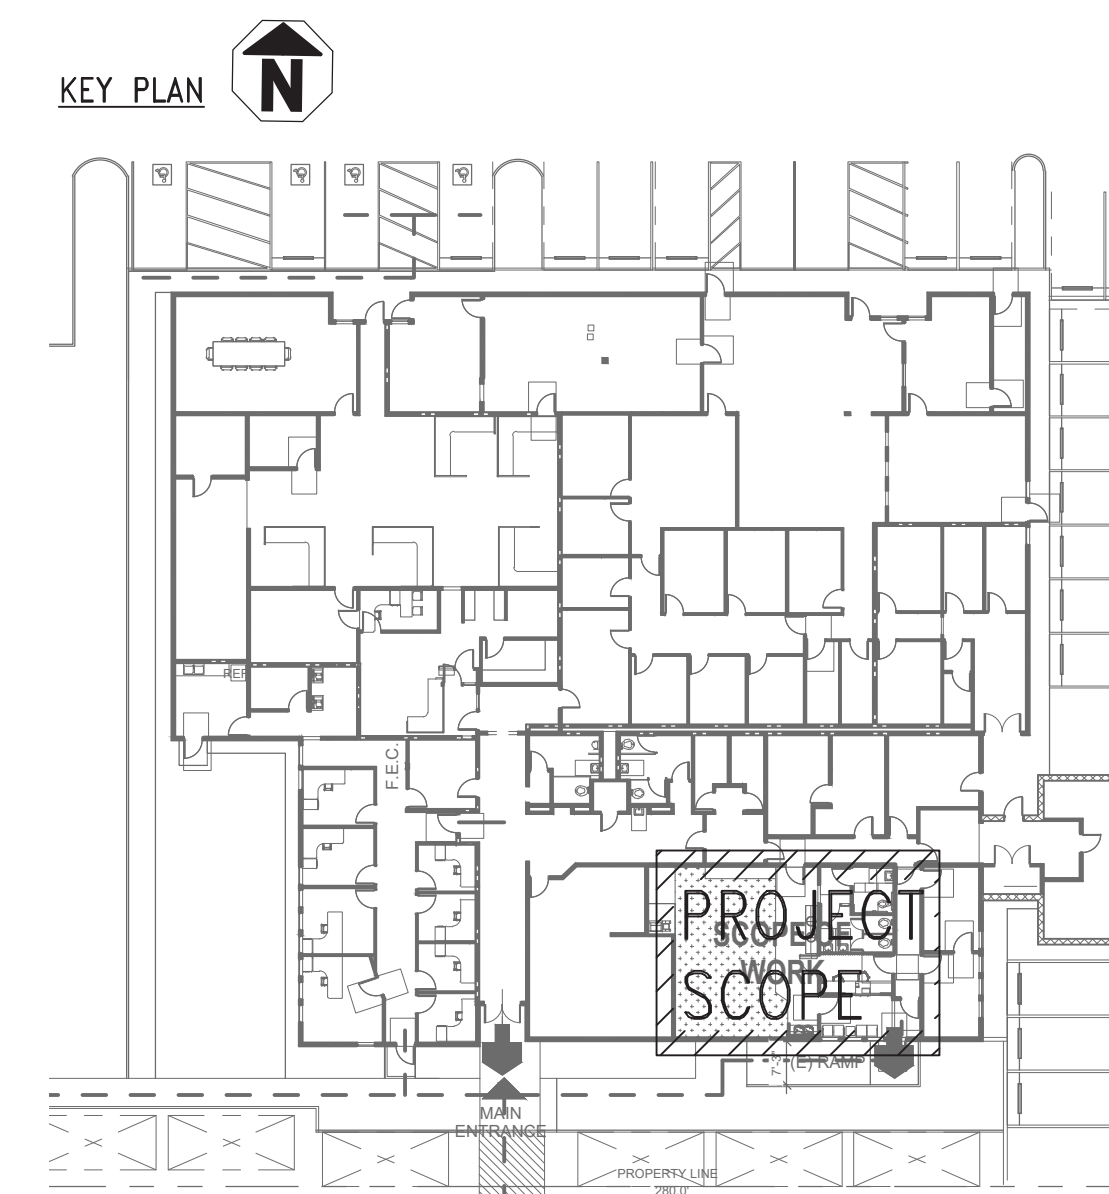 KEY PLAN
N
REF
F.E.C.
PROJECT
SCOPE OF
WORK
SCOPE
7'-3"
(E) RAMP
MAIN
ENTRANCE
PROPERTY LINE
280.0'